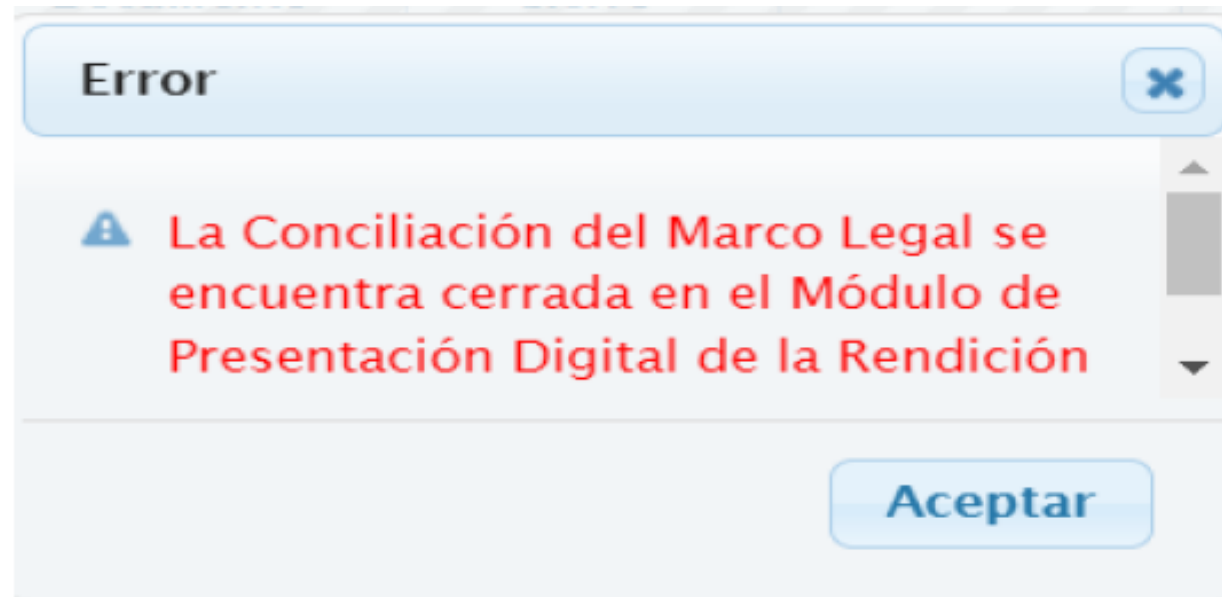 Error
La Conciliación del Marco Legal se
encuentra cerrada en el Módulo de
Presentación Digital de la Rendición
Aceptar